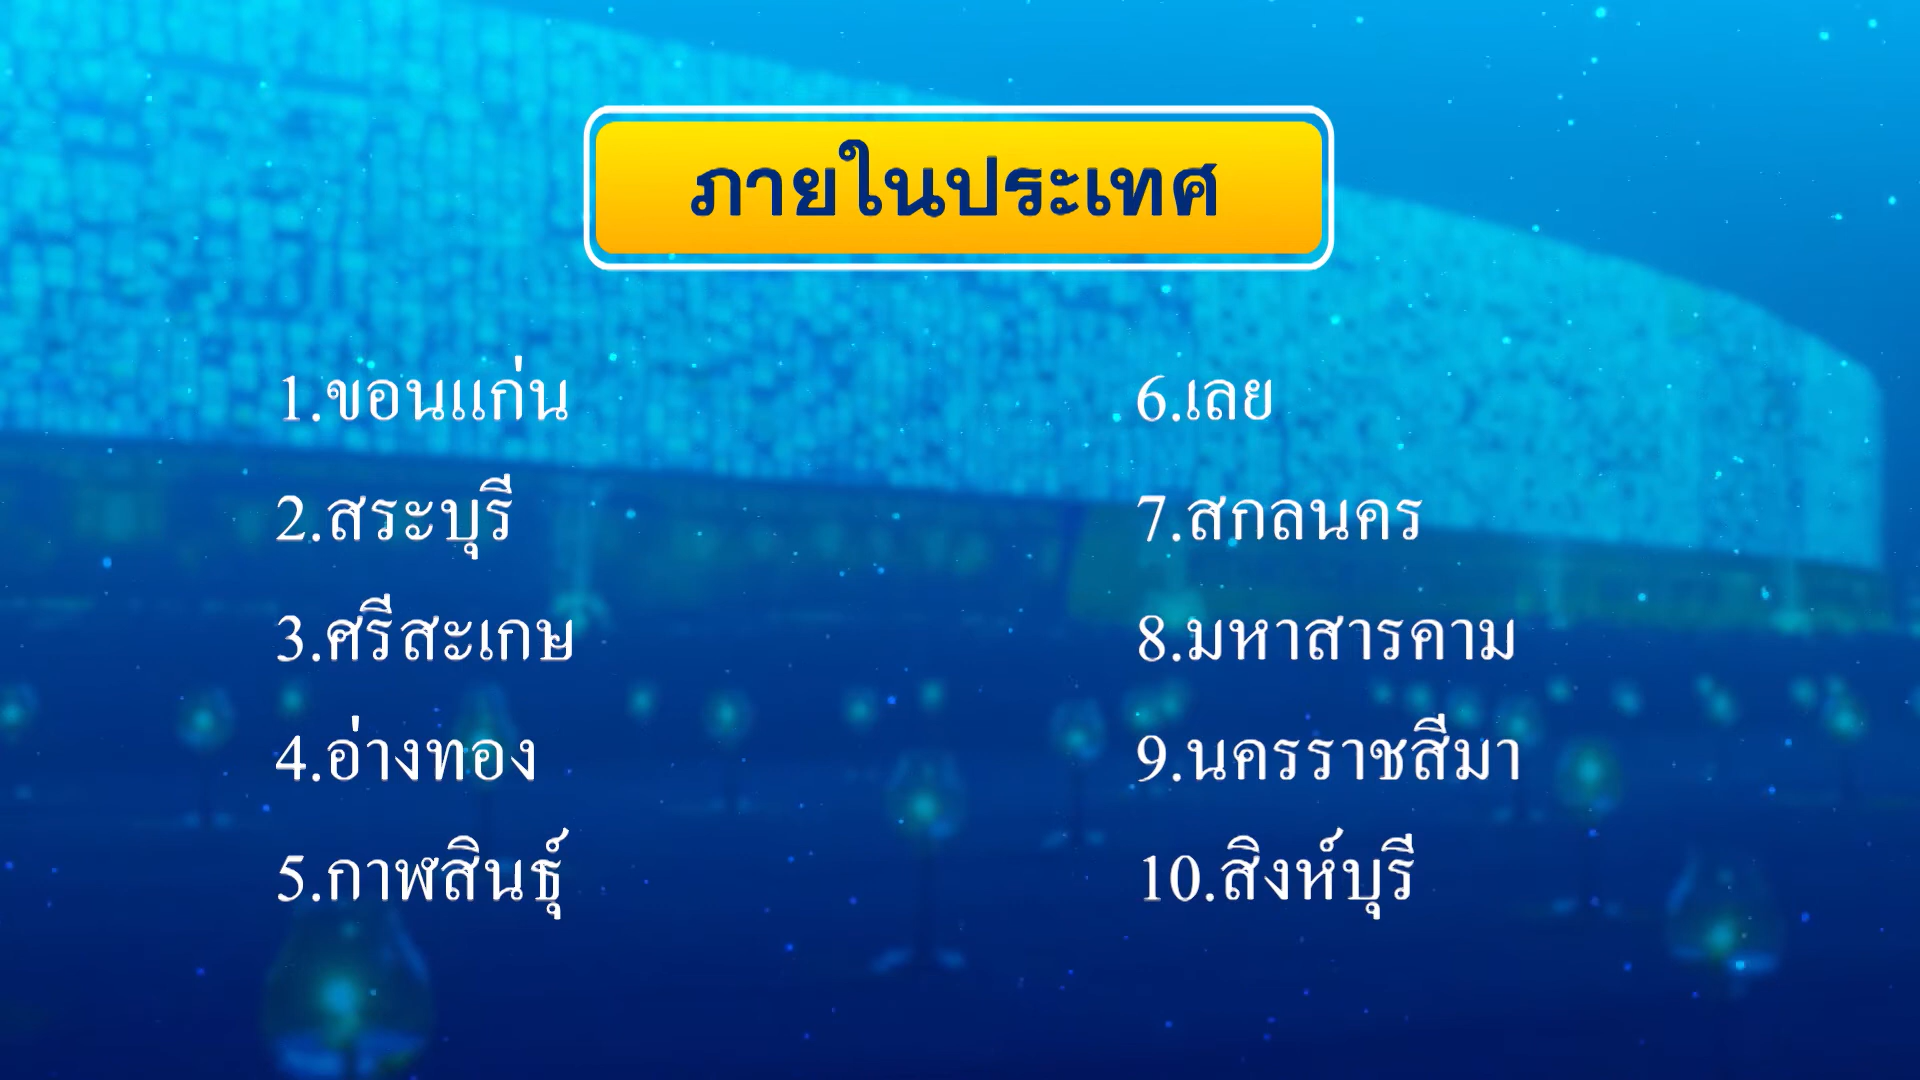 ภายในประเทศ
1.ขอนแก่น
2.สระบุรี
3.ศรีสะเกษ
4.อ่างทอง
5.กาฬสินธุ์
6.เลย
7.สกลนคร
8.มหาสารคาม
9.นครราชสีมา
10.สิงห์บุรี